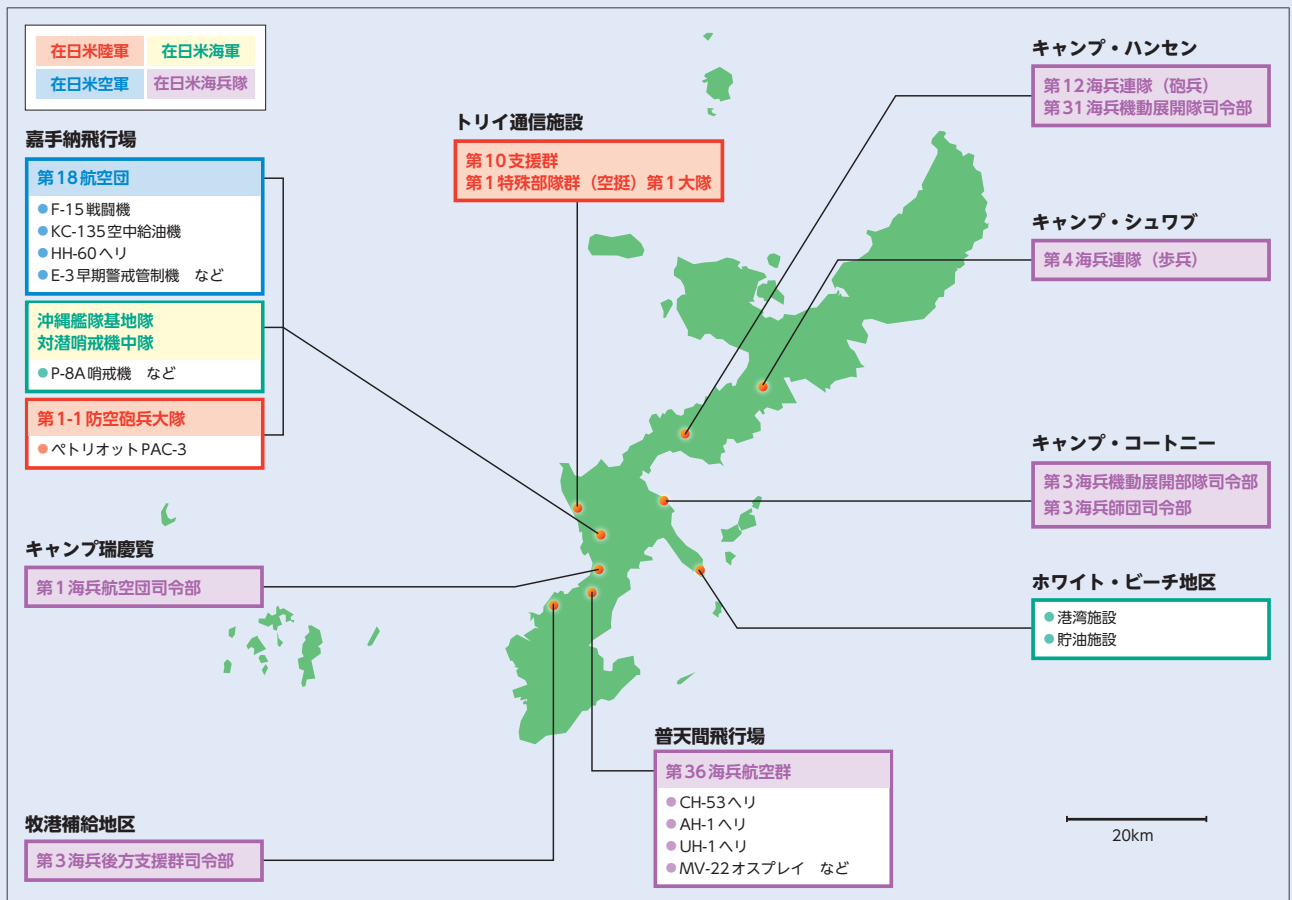 在日米陸軍
在日米海軍
在日米空軍
在日米海兵隊
嘉手納飛行場
第18航空団
●F-15戦闘機
●KC-135空中給油機
●HH-60ヘリ
●E-3早期警戒管制機　など
沖縄艦隊基地隊
対潜哨戒機中隊
●P-8A哨戒機　など
第1-1防空砲兵大隊
●ペトリオットPAC-3
キャンプ瑞慶覧
第1海兵航空団司令部
牧港補給地区
第3海兵後方支援群司令部
トリイ通信施設
第10支援群
第1特殊部隊群（空挺）第1大隊
普天間飛行場
第36海兵航空群
●CH-53ヘリ
●AH-1ヘリ
●UH-1ヘリ
●MV-22オスプレイ　など
キャンプ・ハンセン
第12海兵連隊（砲兵）
第31海兵機動展開隊司令部
キャンプ・シュワブ
第4海兵連隊（歩兵）
キャンプ・コートニー
第3海兵機動展開部隊司令部
第3海兵師団司令部
ホワイト・ビーチ地区
●港湾施設
●貯油施設
20km